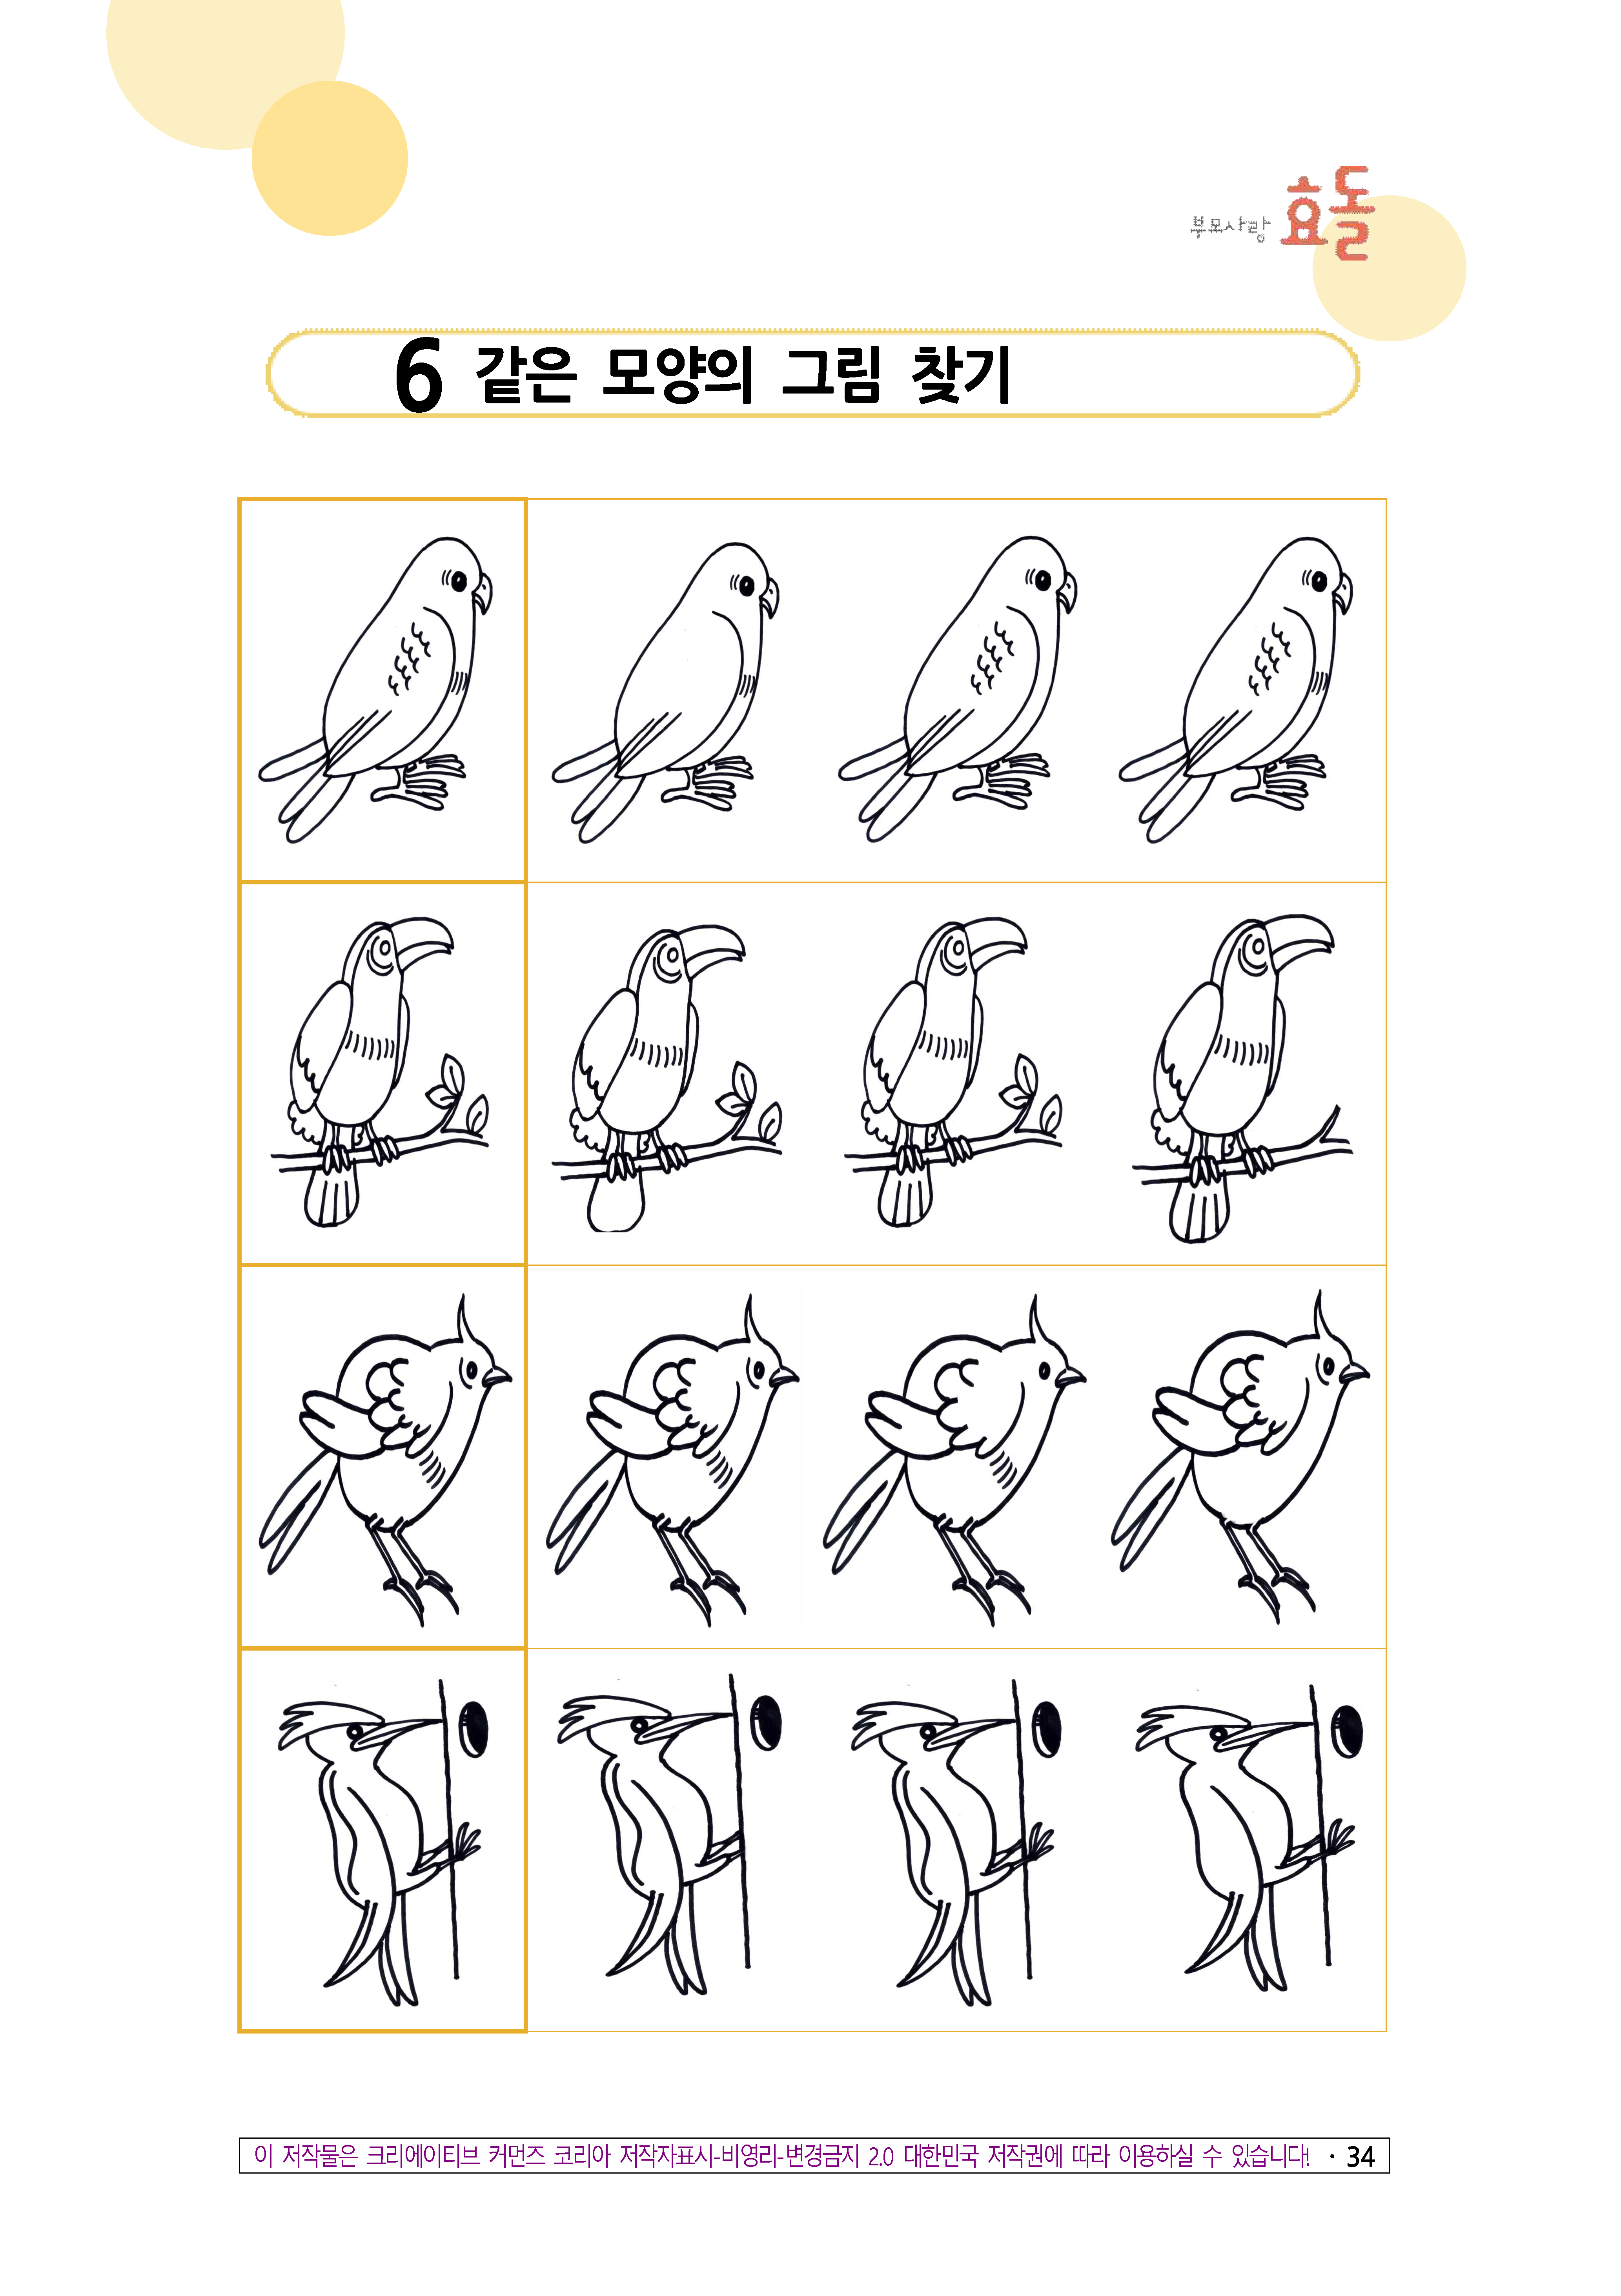 부모사랑 효돌
6 같은 모양의 그림 찾기
이 저작물은 크리에이티브 커먼즈 코리아 저작자표시-비영리-변경금지 2.0 대한민국 저작권에 따라 이용하실 수 있습니다! · 34